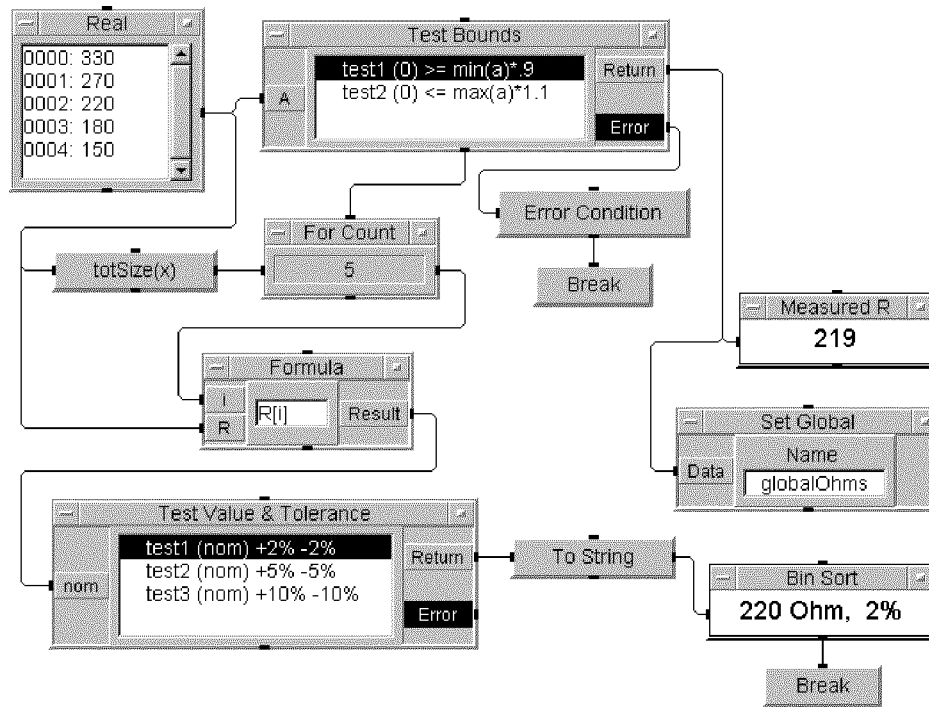 Real
0000: 330
0001: 270
0002: 220
0003: 180
0004: 150
Test Bounds
A
test1 (0) >= min(a)*.9
test2 (0) <= max(a)*1.1
Return
Error
Error Condition
Break
For Count
5
totSize(x)
Measured R
219
Formula
i
R
R[i]
Result
Set Global
Data
Name
globalOhms
Test Value & Tolerance
nom
test1 (nom) +2% -2%
test2 (nom) +5% -5%
test3 (nom) +10% -10%
Return
Error
To String
Bin Sort
220 Ohm, 2%
Break